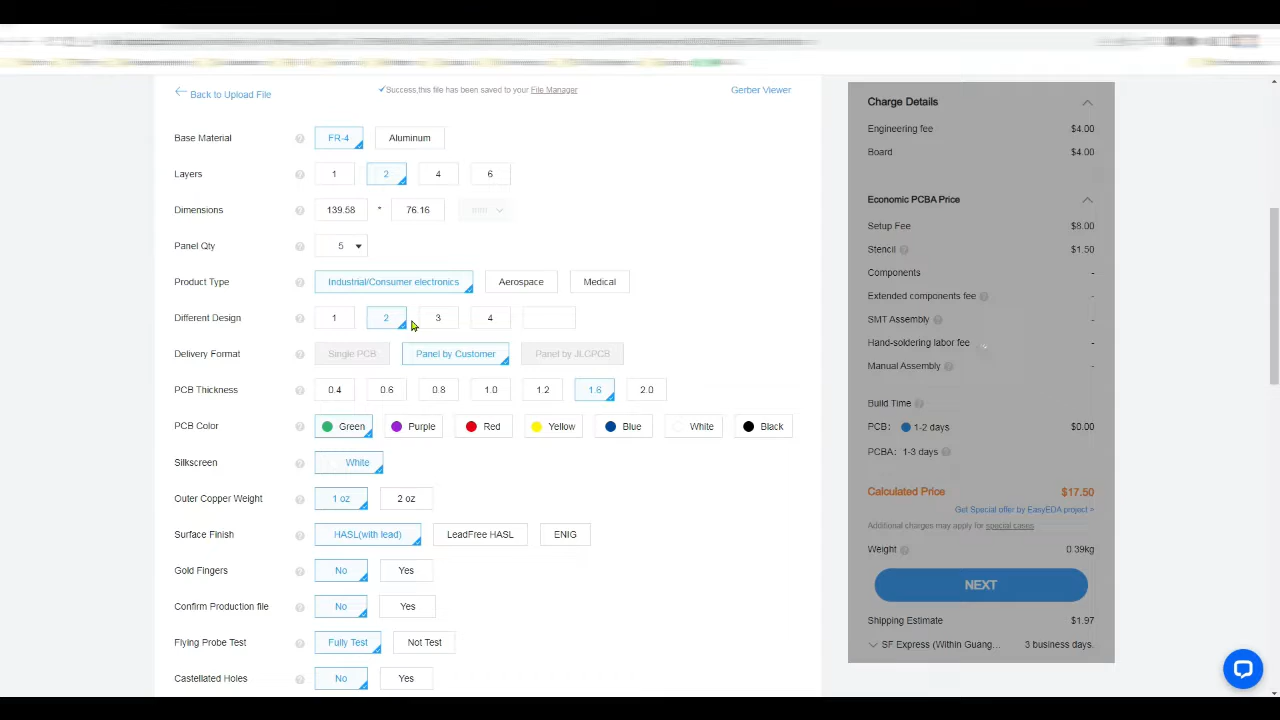 Back to Upload File
Success,this file has been saved to your File Manager
Gerber Viewer
Base Material FR-4 Aluminum
Layers 1 2 4 6
Dimensions 139.58 * 76.16 mm
Panel Qty 5
Product Type Industrial/Consumer electronics Aerospace Medical
Different Design 1 2 3 4
Delivery Format Single PCB Panel by Customer Panel by JLCPCB
PCB Thickness 0.4 0.6 0.8 1.0 1.2 1.6 2.0
PCB Color Green Purple Red Yellow Blue White Black
Silkscreen White
Outer Copper Weight 1 oz 2 oz
Surface Finish HASL(with lead) LeadFree HASL ENIG
Gold Fingers No Yes
Confirm Production file No Yes
Flying Probe Test Fully Test Not Test
Castellated Holes No Yes
Charge Details
Engineering fee $4.00
Board $4.00
Economic PCBA Price
Setup Fee $8.00
Stencil $1.50
Components -
Extended components fee -
SMT Assembly -
Hand-soldering labor fee -
Manual Assembly -
Build Time
PCB: 1-2 days $0.00
PCBA: 1-3 days
Calculated Price $17.50
Get Special offer by EasyEDA project >
Additional charges may apply for special cases
Weight 0.39kg
NEXT
Shipping Estimate $1.97
SF Express (Within Guang... 3 business days.